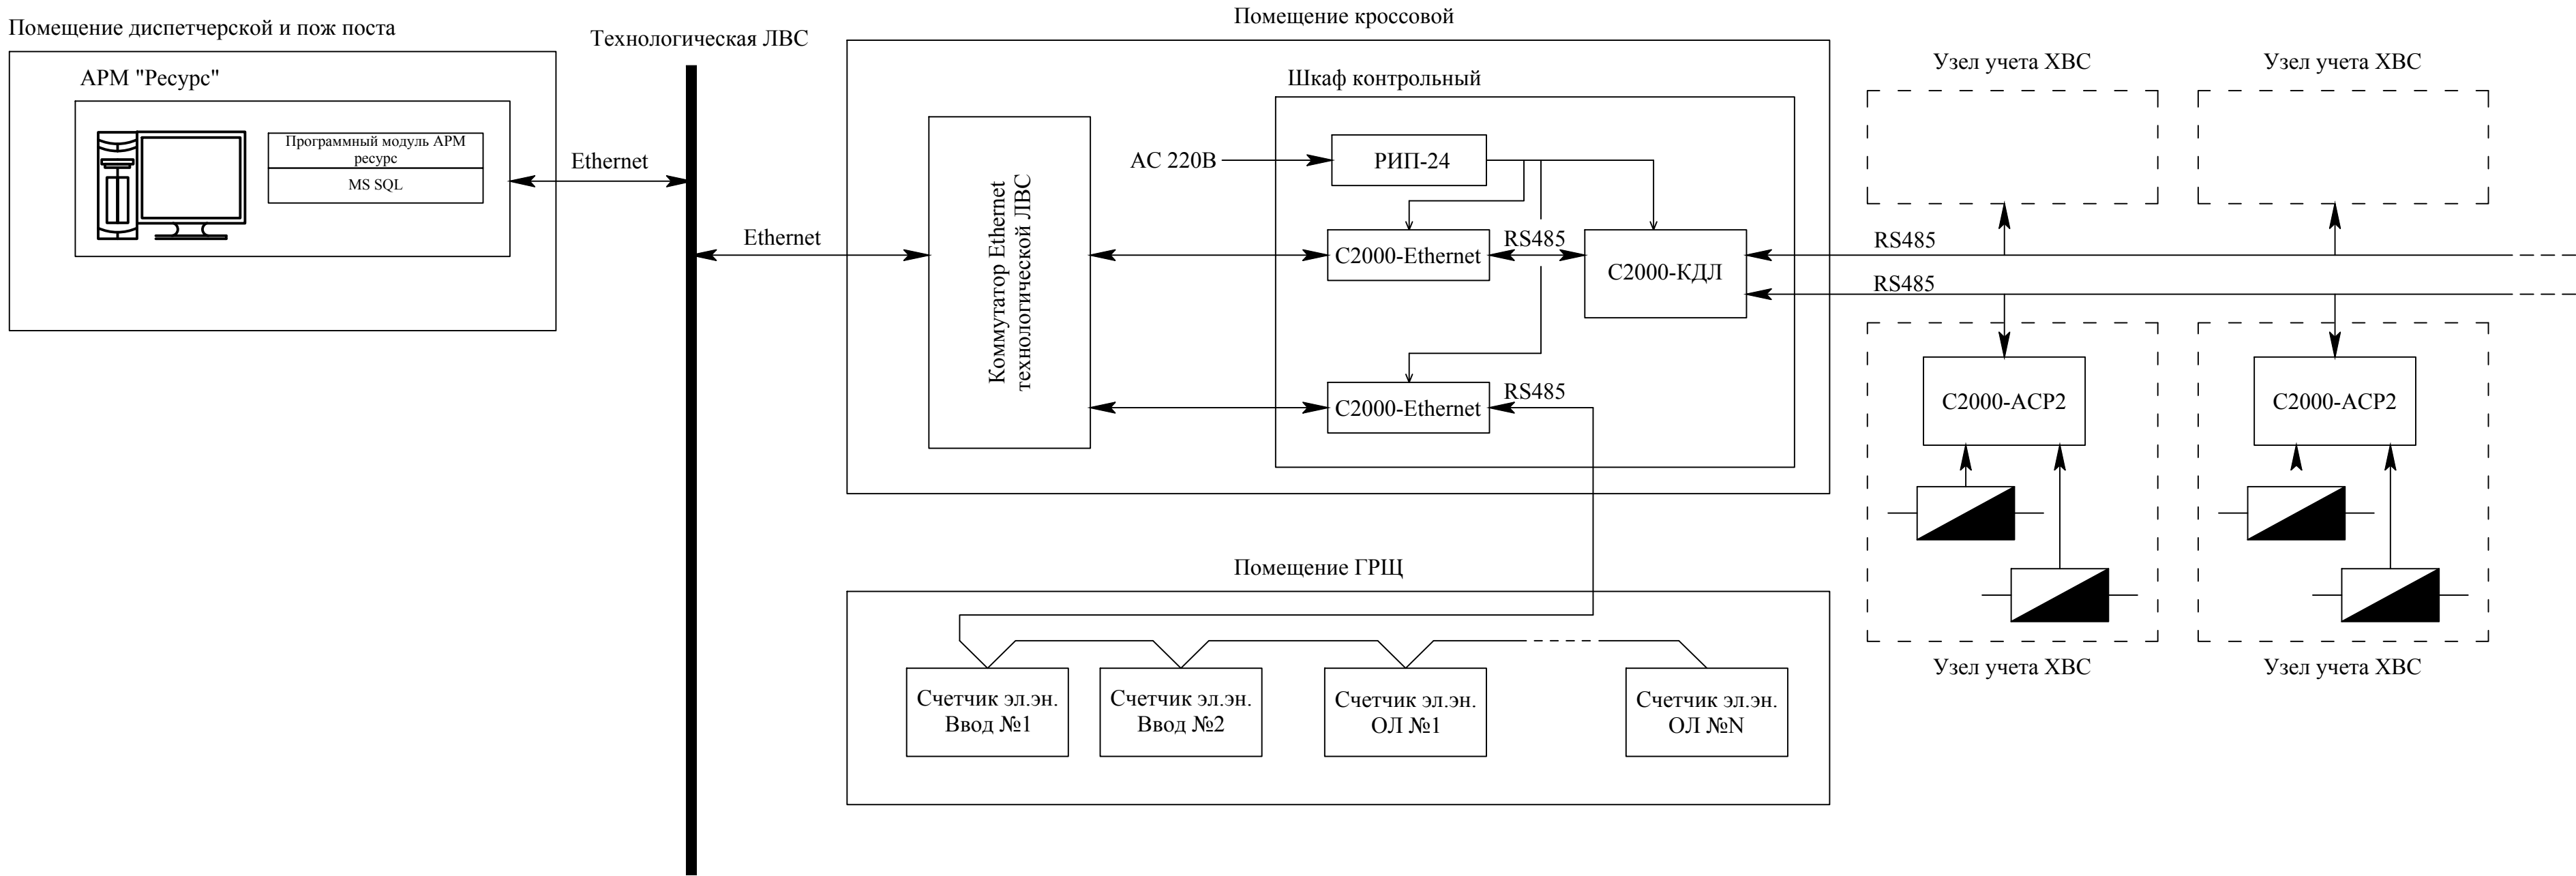 Помещение диспетчерской и пож поста
АРМ "Ресурс"
Программный модуль АРМ
ресурс
MS SQL
Ethernet
Технологическая ЛВС
Ethernet
Помещение кроссовой
Коммутатор Ethernet
технологической ЛВС
Шкаф контрольный
АС 220В
РИП-24
С2000-Ethernet
RS485
С2000-КДЛ
С2000-Ethernet
RS485
RS485
RS485
Узел учета ХВС
Узел учета ХВС
С2000-АСР2
С2000-АСР2
Узел учета ХВС
Узел учета ХВС
Помещение ГРЩ
Счетчик эл.эн.
Ввод №1
Счетчик эл.эн.
Ввод №2
Счетчик эл.эн.
ОЛ №1
Счетчик эл.эн.
ОЛ №N